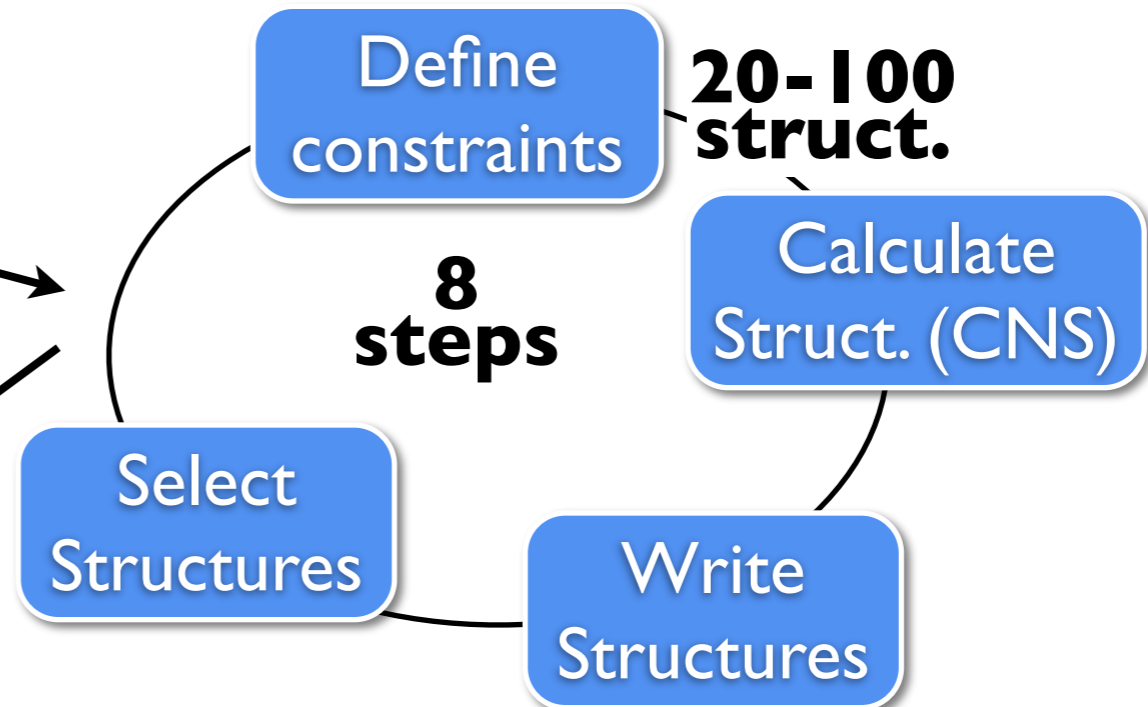 Define
constraints
20-100
struct.
Calculate
Struct. (CNS)
8
steps
Select
Structures
Write
Structures